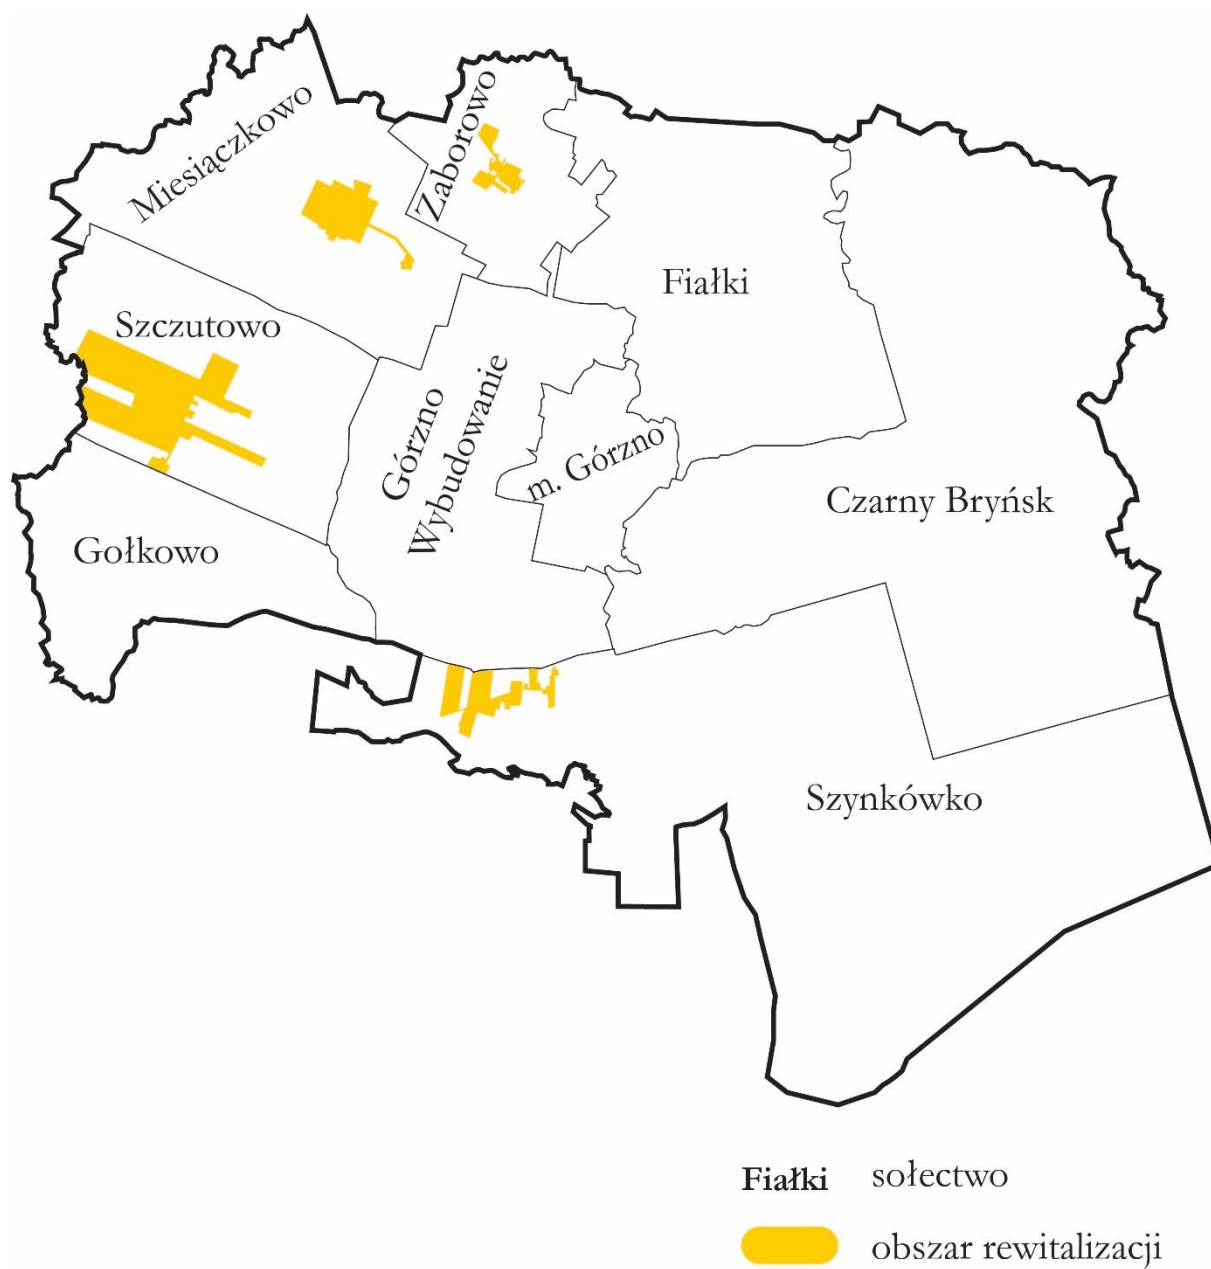 Miesiączkowo
Zaborowo
Fiałki
Szczutowo
Górzno
Wybudowanie
m. Górzno
Czarny Bryńsk
Gołkowo
Szynkówko
Fiałki sołectwo
obszar rewitalizacji